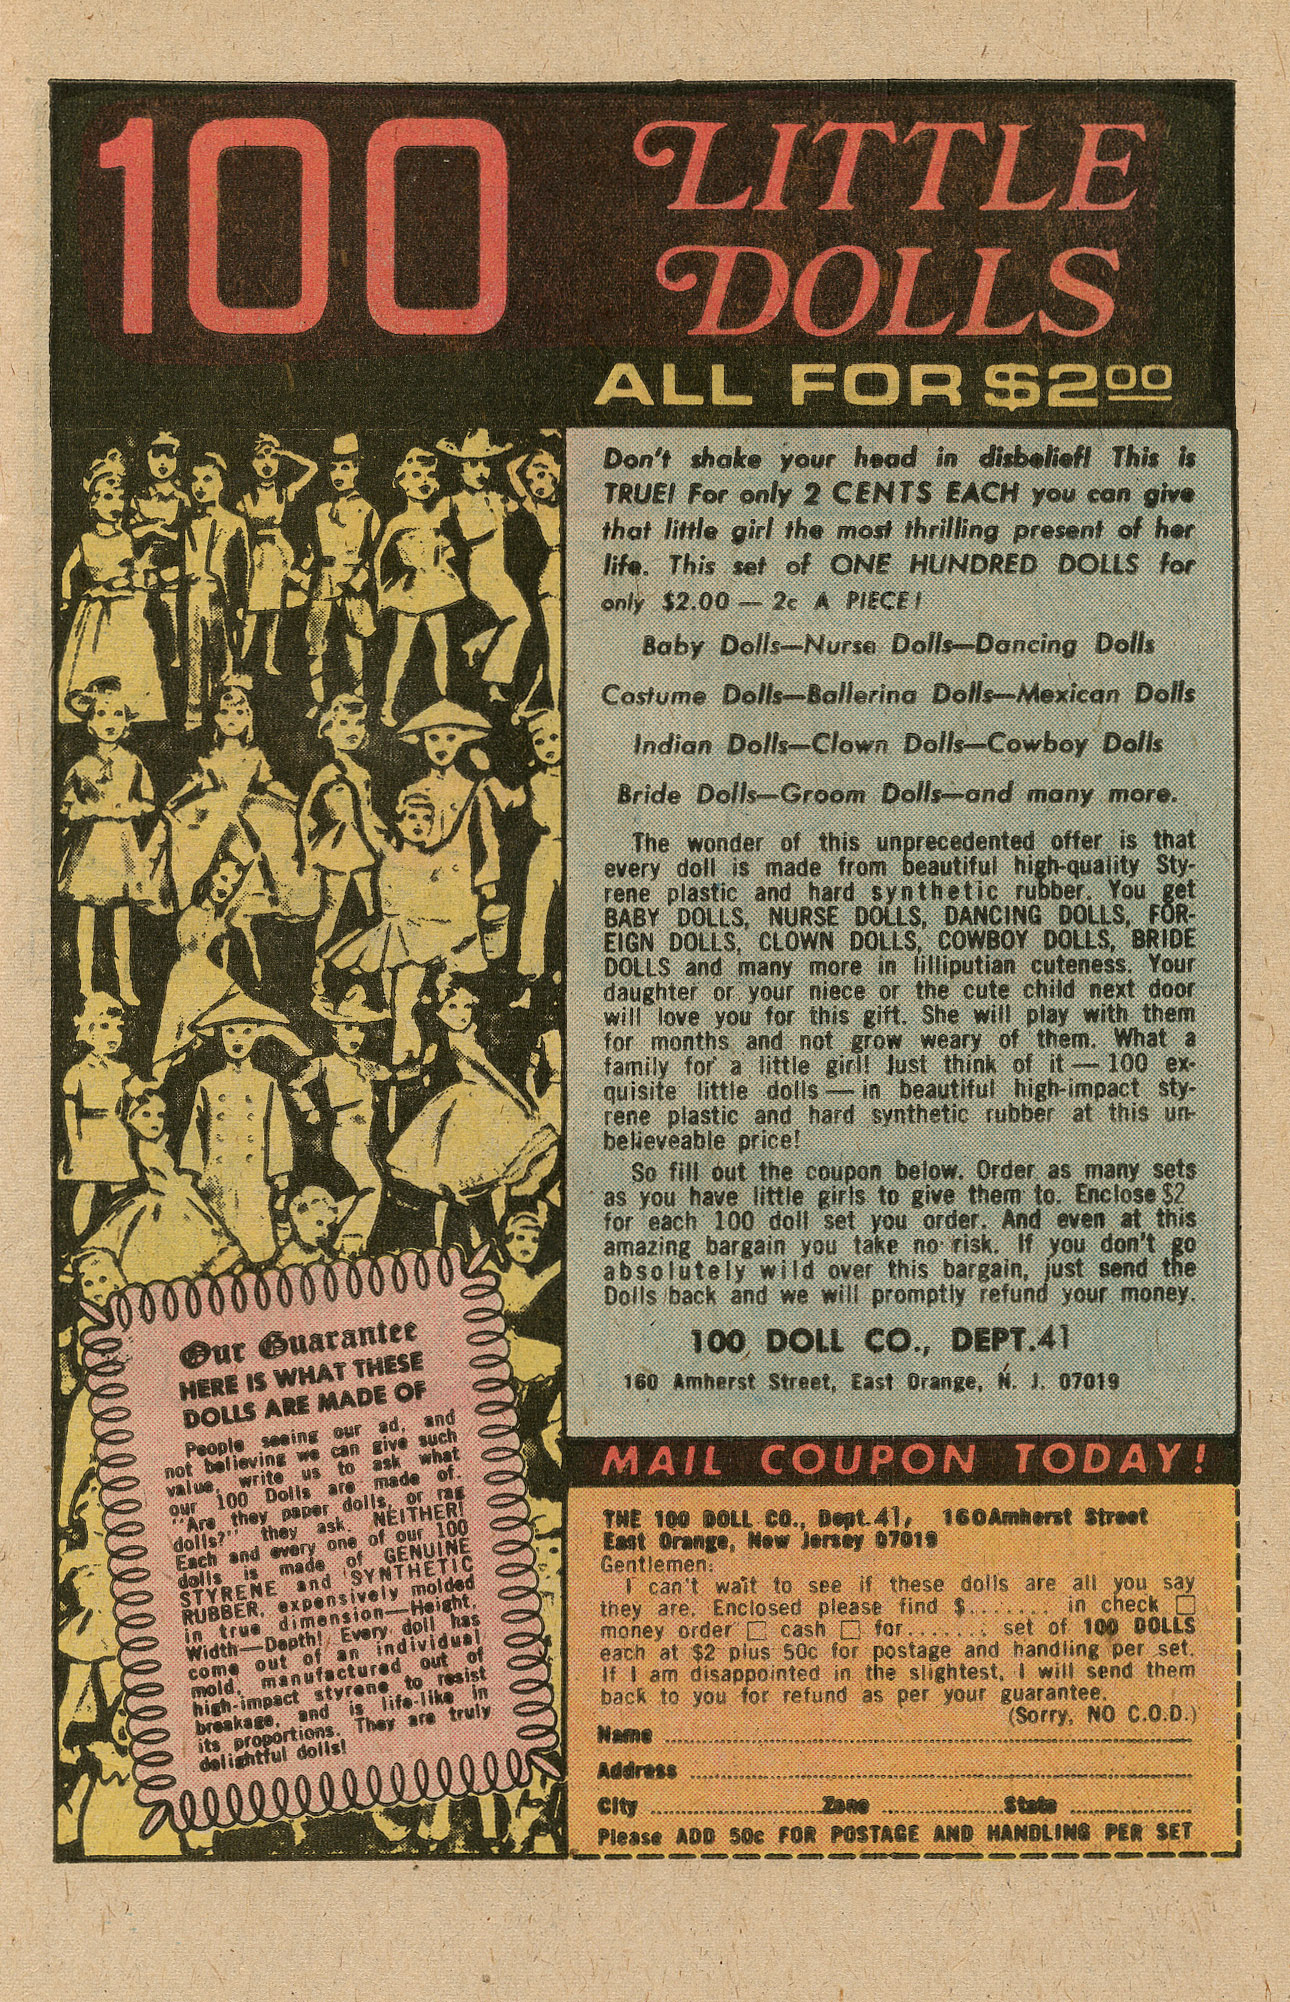 100
LITTLE
DOLLS
ALL FOR $2.00
Don't shake your head in disbelief! This is
TRUE! For only 2 CENTS EACH you can give
that little girl the most thrilling present of her
life. This set of ONE HUNDRED DOLLS for
only $2.00 — 2c A PIECE!
Baby Dolls—Nurse Dolls—Dancing Dolls
Costume Dolls—Ballerina Dolls—Mexican Dolls
Indian Dolls—Clown Dolls—Cowboy Dolls
Bride Dolls—Groom Dolls—and many more.
The wonder of this unprecedented offer is that
every doll is made from beautiful high-quality Sty-
rene plastic and hard synthetic rubber. You get
BABY DOLLS, NURSE DOLLS, DANCING DOLLS, FOR-
EIGN DOLLS, CLOWN DOLLS, COWBOY DOLLS, BRIDE
DOLLS and many more in lilliputian cuteness. Your
daughter or your niece or the cute child next door
will love you for this gift. She will play with them
for months and not grow weary of them. What a
family for a little girl! Just think of it — 100 ex-
quisite little dolls — in beautiful high-impact sty-
rene plastic and hard synthetic rubber at this un-
believeable price!
So fill out the coupon below. Order as many sets
as you have little girls to give them to. Enclose $2
for each 100 doll set you order. And even at this
amazing bargain you take no risk. If you don't go
absolutely wild over this bargain, just send the
Dolls back and we will promptly refund your money.
100 DOLL CO., DEPT. 41
160 Amherst Street, East Orange, N. J. 07019
Our Guarantee
HERE IS WHAT THESE
DOLLS ARE MADE OF
People seeing our ad, and
not believing we can give such
value, write us to ask what
our 100 Dolls are made of.
"Are they paper dolls, or rag
dolls?" they ask. NEITHER!
Each and every one of our 100
dolls is made of GENUINE
STYRENE and SYNTHETIC
RUBBER, expensively molded
in true dimension—Height,
Width—Depth! Every doll has
come out of an individual
mold, manufactured out of
high-impact styrene to resist
breakage, and is life-like in
its proportions. They are truly
delightful dolls!
MAIL COUPON TODAY!
THE 100 DOLL CO., Dept. 41, 160 Amherst Street
East Orange, New Jersey 07019
Gentlemen:
I can't wait to see if these dolls are all you say
they are. Enclosed please find $........ in check □
money order □ cash □ for........ set of 100 DOLLS
each at $2 plus 50c for postage and handling per set.
If I am disappointed in the slightest, I will send them
back to you for refund as per your guarantee.
(Sorry, NO C.O.D.)
Name
Address
City Zone State
Please ADD 50c FOR POSTAGE AND HANDLING PER SET